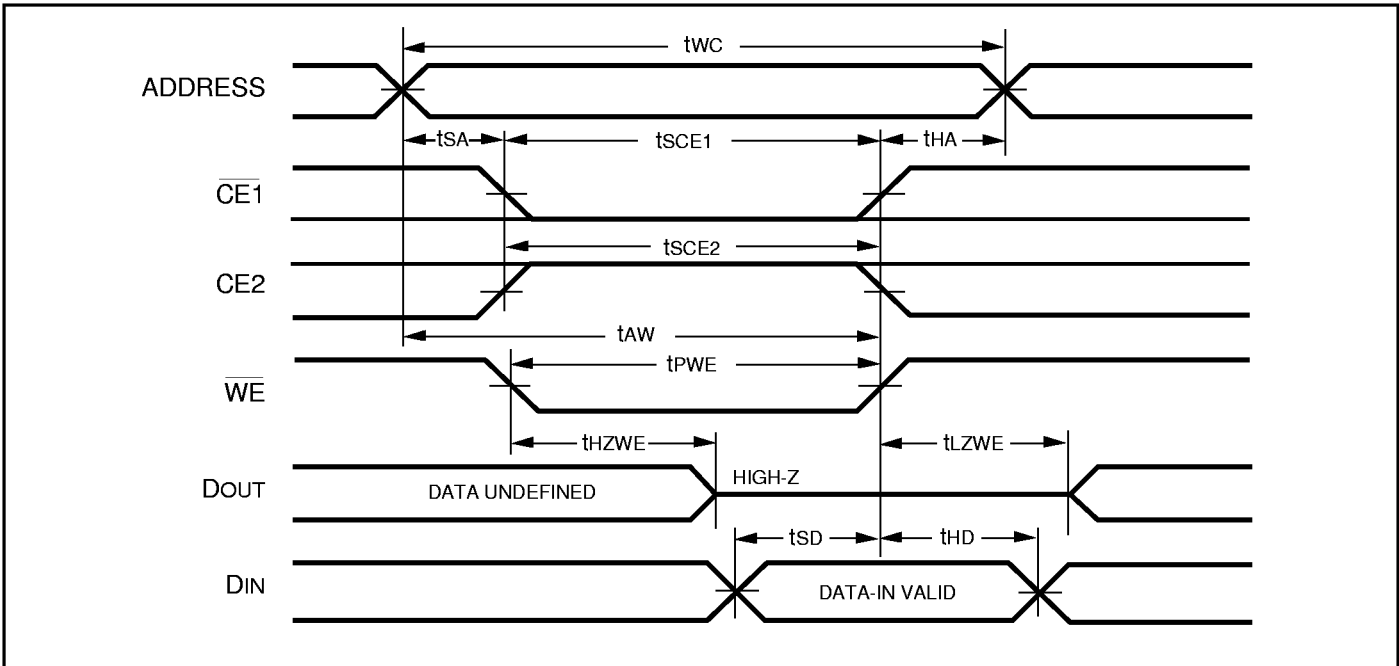 tWC
ADDRESS
tSA
tSCE1
tHA
CE1
tSCE2
CE2
tAW
tPWE
WE
tHZWE
tLZWE
DOUT
DATA UNDEFINED
HIGH-Z
tSD
tHD
DIN
DATA-IN VALID